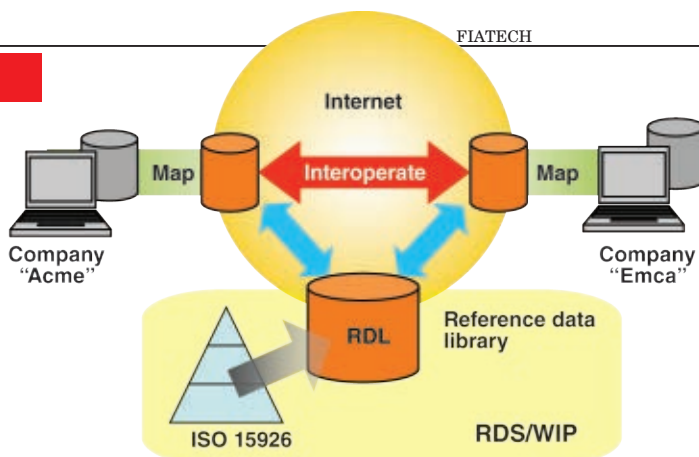 FIATECH
Internet
Map
Interoperate
Map
Company
“Acme”
Company
“Emca”
RDL
Reference data
library
ISO 15926
RDS/WIP